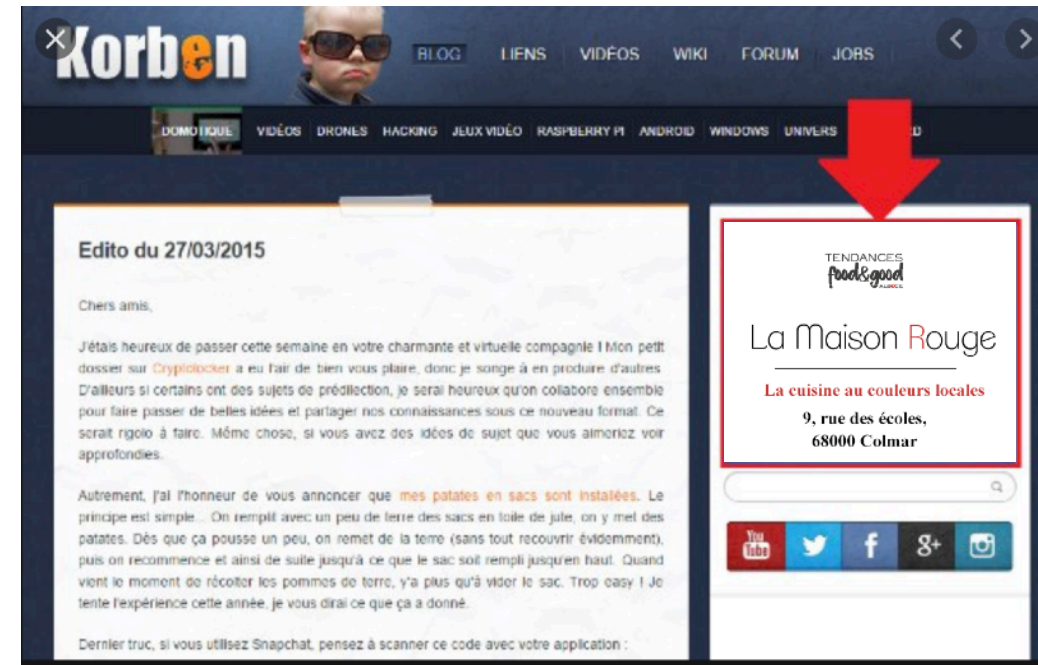 Korben
BLOG LIENS VIDÉOS WIKI FORUM JOBS
DOMOTIQUE VIDÉOS DRONES HACKING JEUX VIDÉO RASPBERRY PI ANDROID WINDOWS UNIVERS
Edito du 27/03/2015
Chers amis,
J'étais heureux de passer cette semaine en votre charmante et virtuelle compagnie ! Mon petit
dossier sur Cryptolocker a eu l'air de bien vous plaire, donc je songe à en produire d'autres.
D'ailleurs si certains ont des sujets de prédilection, je serai heureux qu'on collabore ensemble
pour faire passer de belles idées et partager nos connaissances sous ce nouveau format. Ce
serait rigolo à faire. Même chose, si vous avez des idées de sujet que vous aimeriez voir
approfondies.
Autrement, j'ai l'honneur de vous annoncer que mes patates en sacs sont installées. Le
principe est simple... On remplit avec un peu de terre des sacs en toile de jute, on y met des
patates. Dès que ça pousse un peu, on remet de la terre (sans tout recouvrir évidemment),
puis on recommence et ainsi de suite jusqu'à ce que le sac soit rempli jusqu'en haut. Quand
vient le moment de récolter les pommes de terre, y'a plus qu'à vider le sac. Trop easy ! Je
tente l'expérience cette année, je vous dirai ce que ça a donné.
Dernier truc, si vous utilisez Snapchat, pensez à scanner ce code avec votre application :
TENDANCES
food&good
ALSACE
La Maison Rouge
La cuisine au couleurs locales
9, rue des écoles,
68000 Colmar
You Tube f 8+